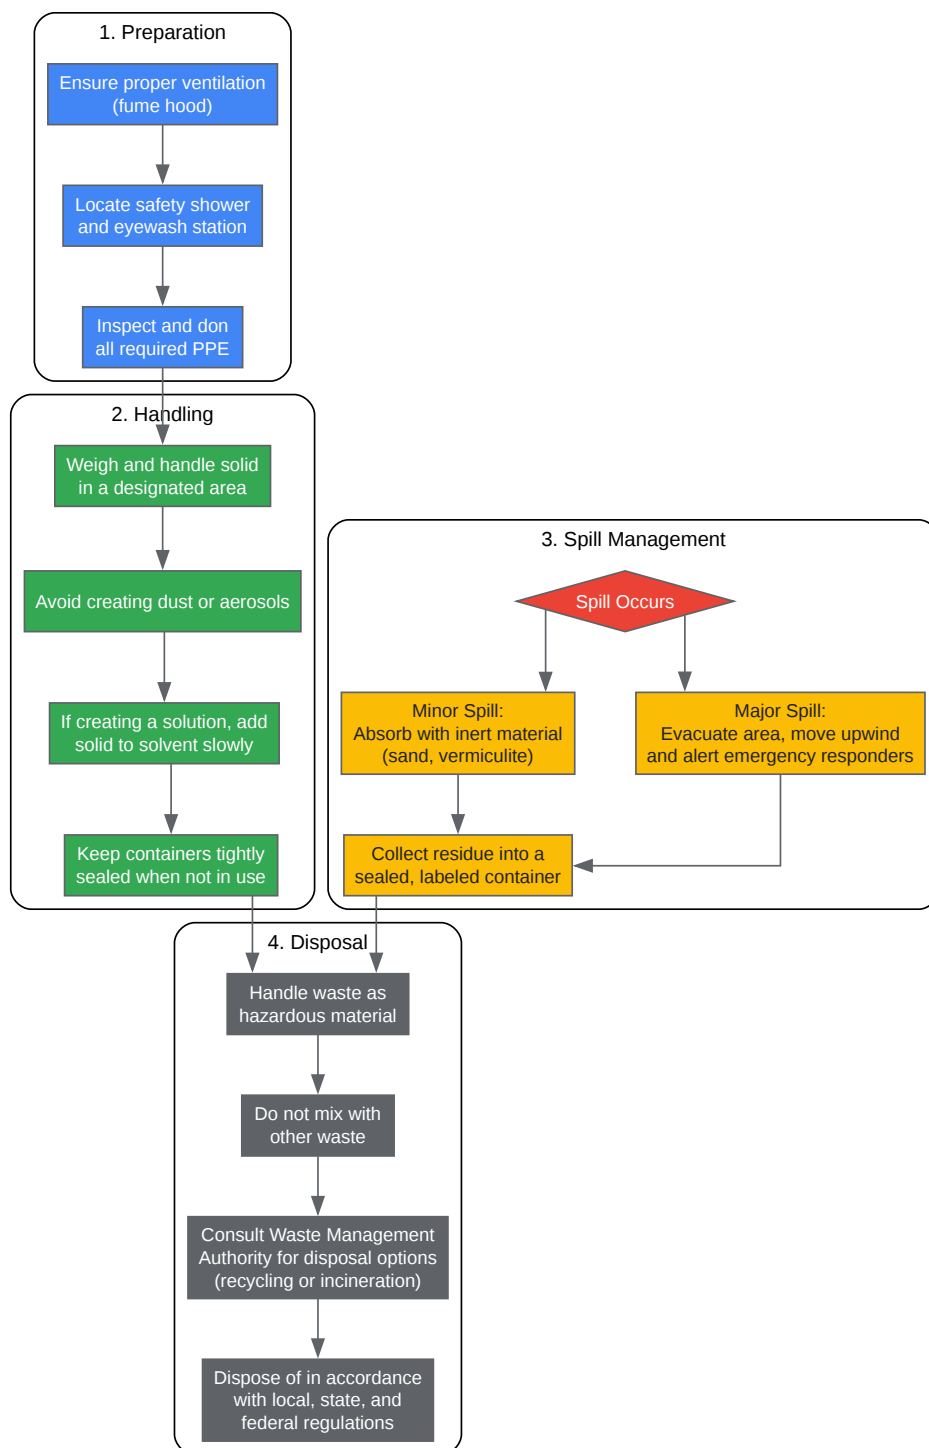 1. Preparation
Ensure proper ventilation
(fume hood)
Locate safety shower
and eyewash station
Inspect and don
all required PPE
2. Handling
Weigh and handle solid
in a designated area
Avoid creating dust or aerosols
If creating a solution, add
solid to solvent slowly
Keep containers tightly
sealed when not in use
3. Spill Management
Spill Occurs
Minor Spill:
Absorb with inert material
(sand, vermiculite)
Major Spill:
Evacuate area, move upwind
and alert emergency responders
Collect residue into a
sealed, labeled container
4. Disposal
Handle waste as
hazardous material
Do not mix with
other waste
Consult Waste Management
Authority for disposal options
(recycling or incineration)
Dispose of in accordance
with local, state, and
federal regulations